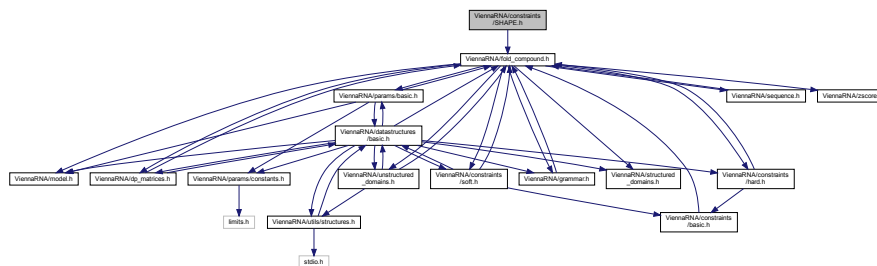 ViennaRNA/constraints
/SHAPE.h
ViennaRNA/fold_compound.h
ViennaRNA/params/basic.h
ViennaRNA/sequence.h
ViennaRNA/zscore
ViennaRNA/datastructures
/basic.h
ViennaRNA/model.h
ViennaRNA/dp_matrices.h
ViennaRNA/params/constants.h
ViennaRNA/unstructured
_domains.h
ViennaRNA/constraints
/soft.h
ViennaRNA/grammar.h
ViennaRNA/structured
_domains.h
ViennaRNA/constraints
/hard.h
limits.h
ViennaRNA/utils/structures.h
ViennaRNA/constraints
/basic.h
stdio.h